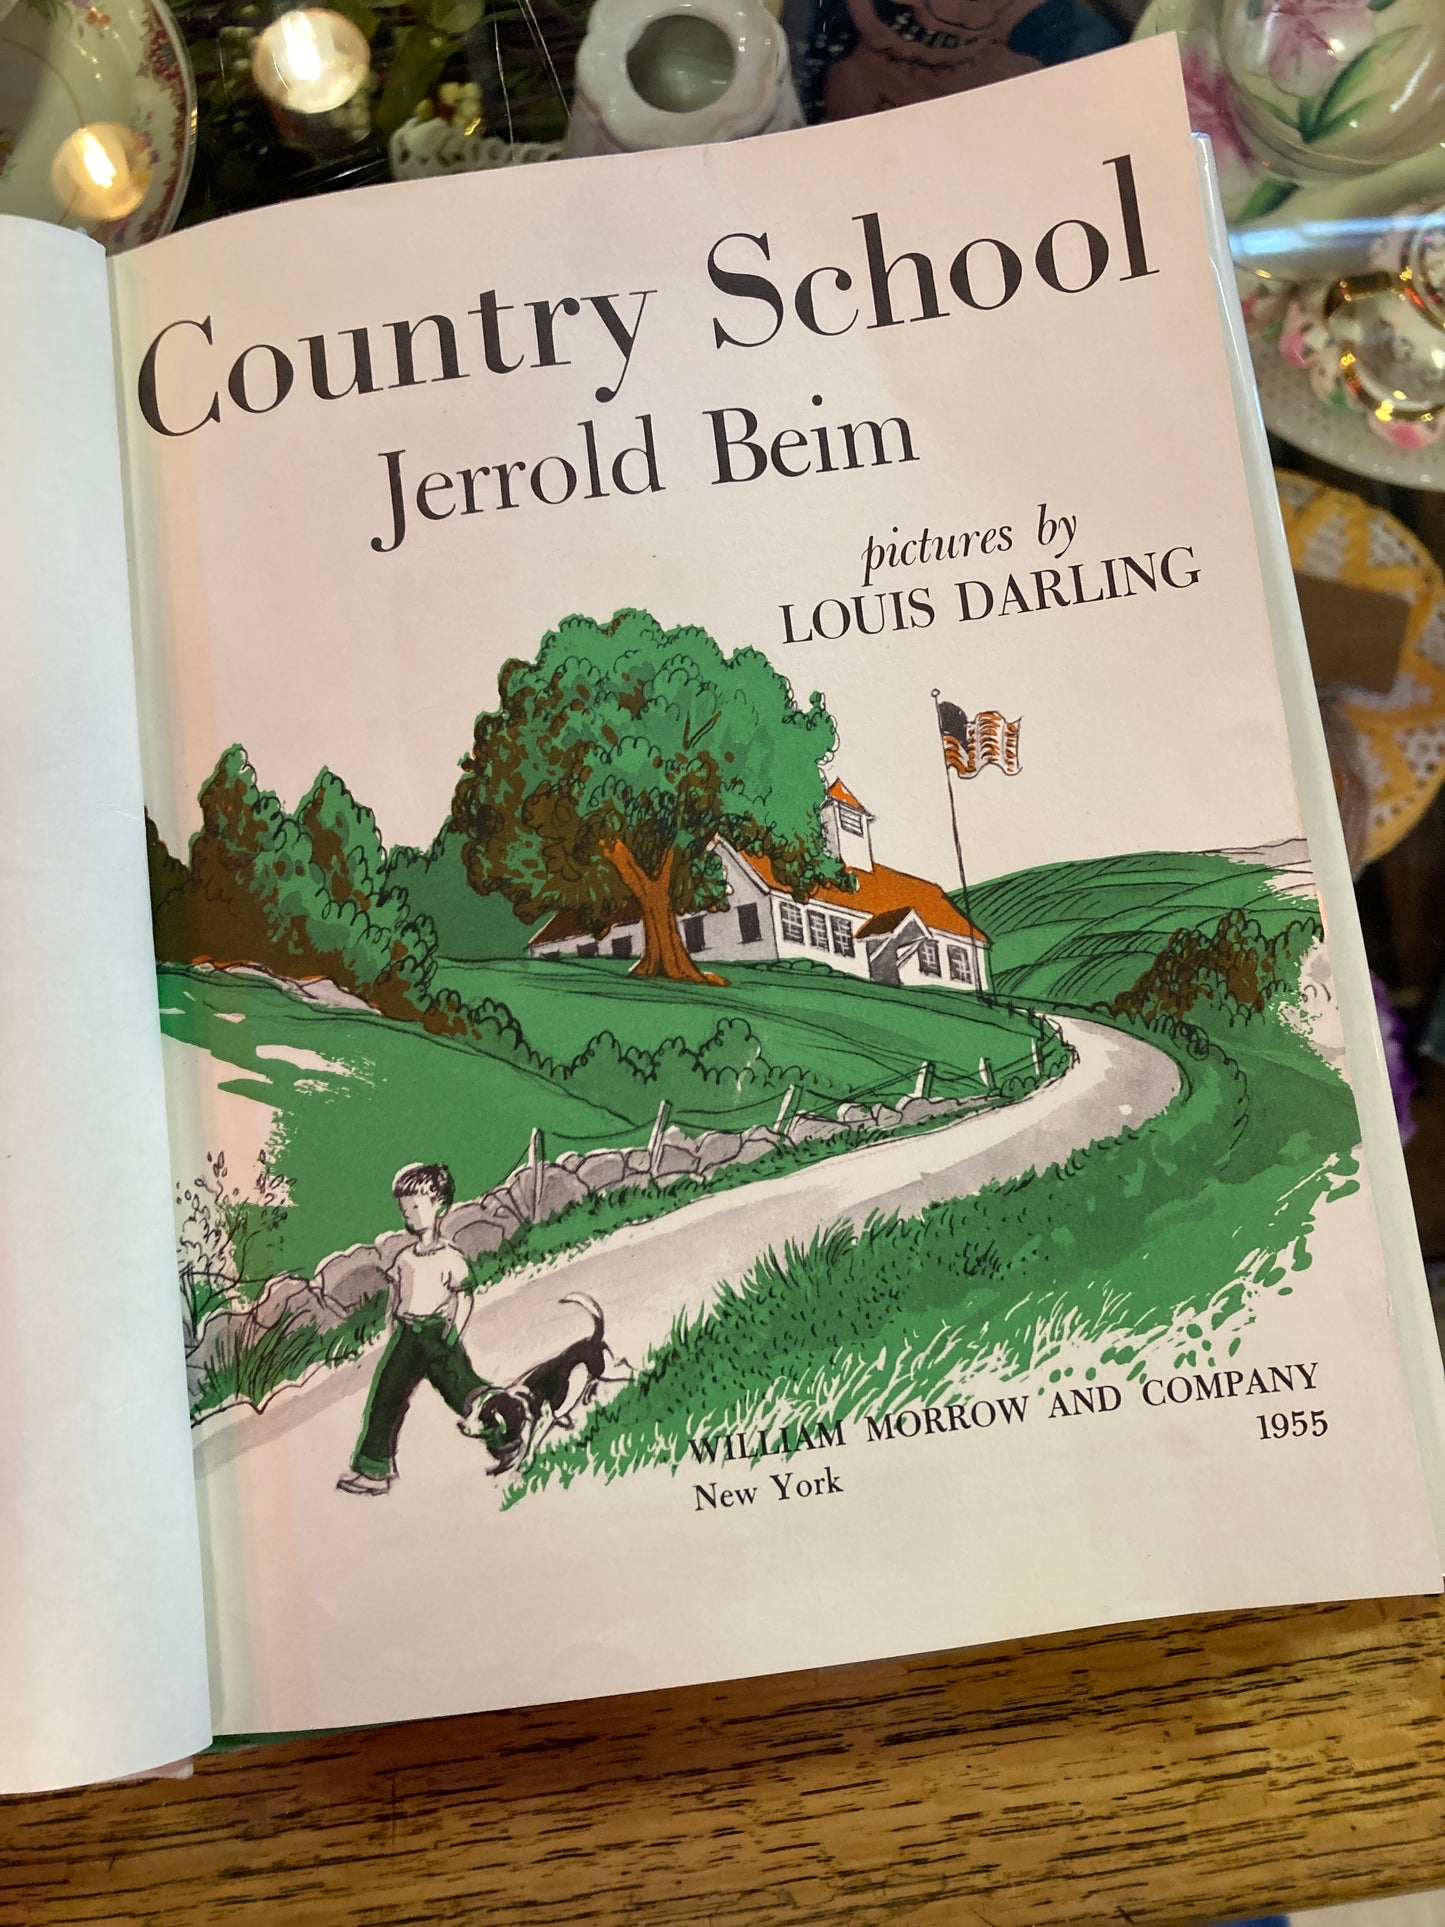 Country School
Jerrold Beim
pictures by
LOUIS DARLING
WILLIAM MORROW AND COMPANY
New York
1955